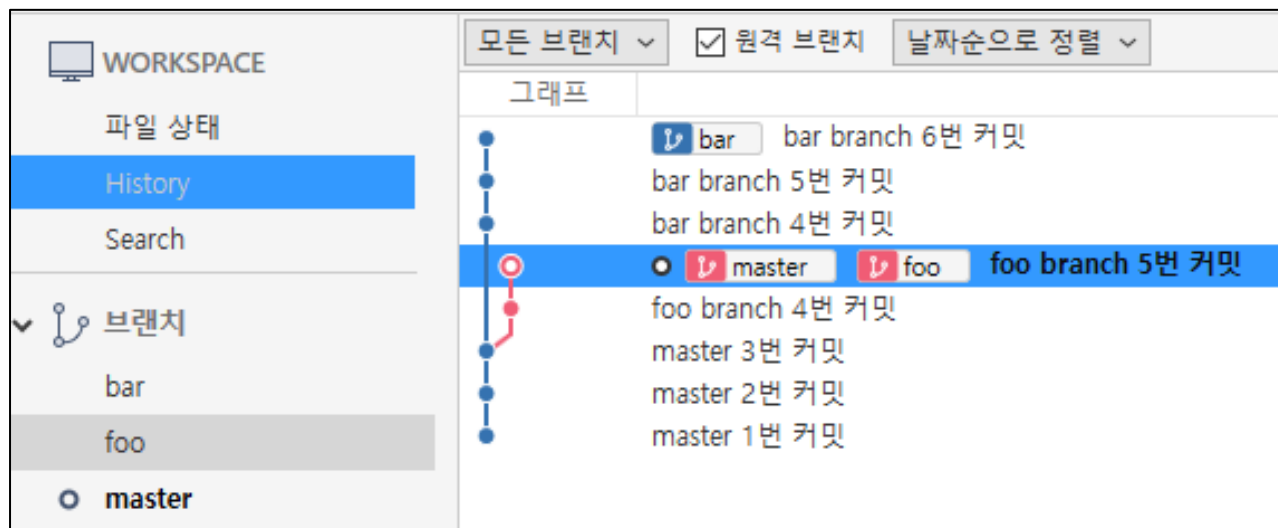 WORKSPACE
파일 상태
History
Search
브랜치
bar
foo
master
모든 브랜치 원격 브랜치 날짜순으로 정렬
그래프
bar bar branch 6번 커밋
bar branch 5번 커밋
bar branch 4번 커밋
master foo foo branch 5번 커밋
foo branch 4번 커밋
master 3번 커밋
master 2번 커밋
master 1번 커밋